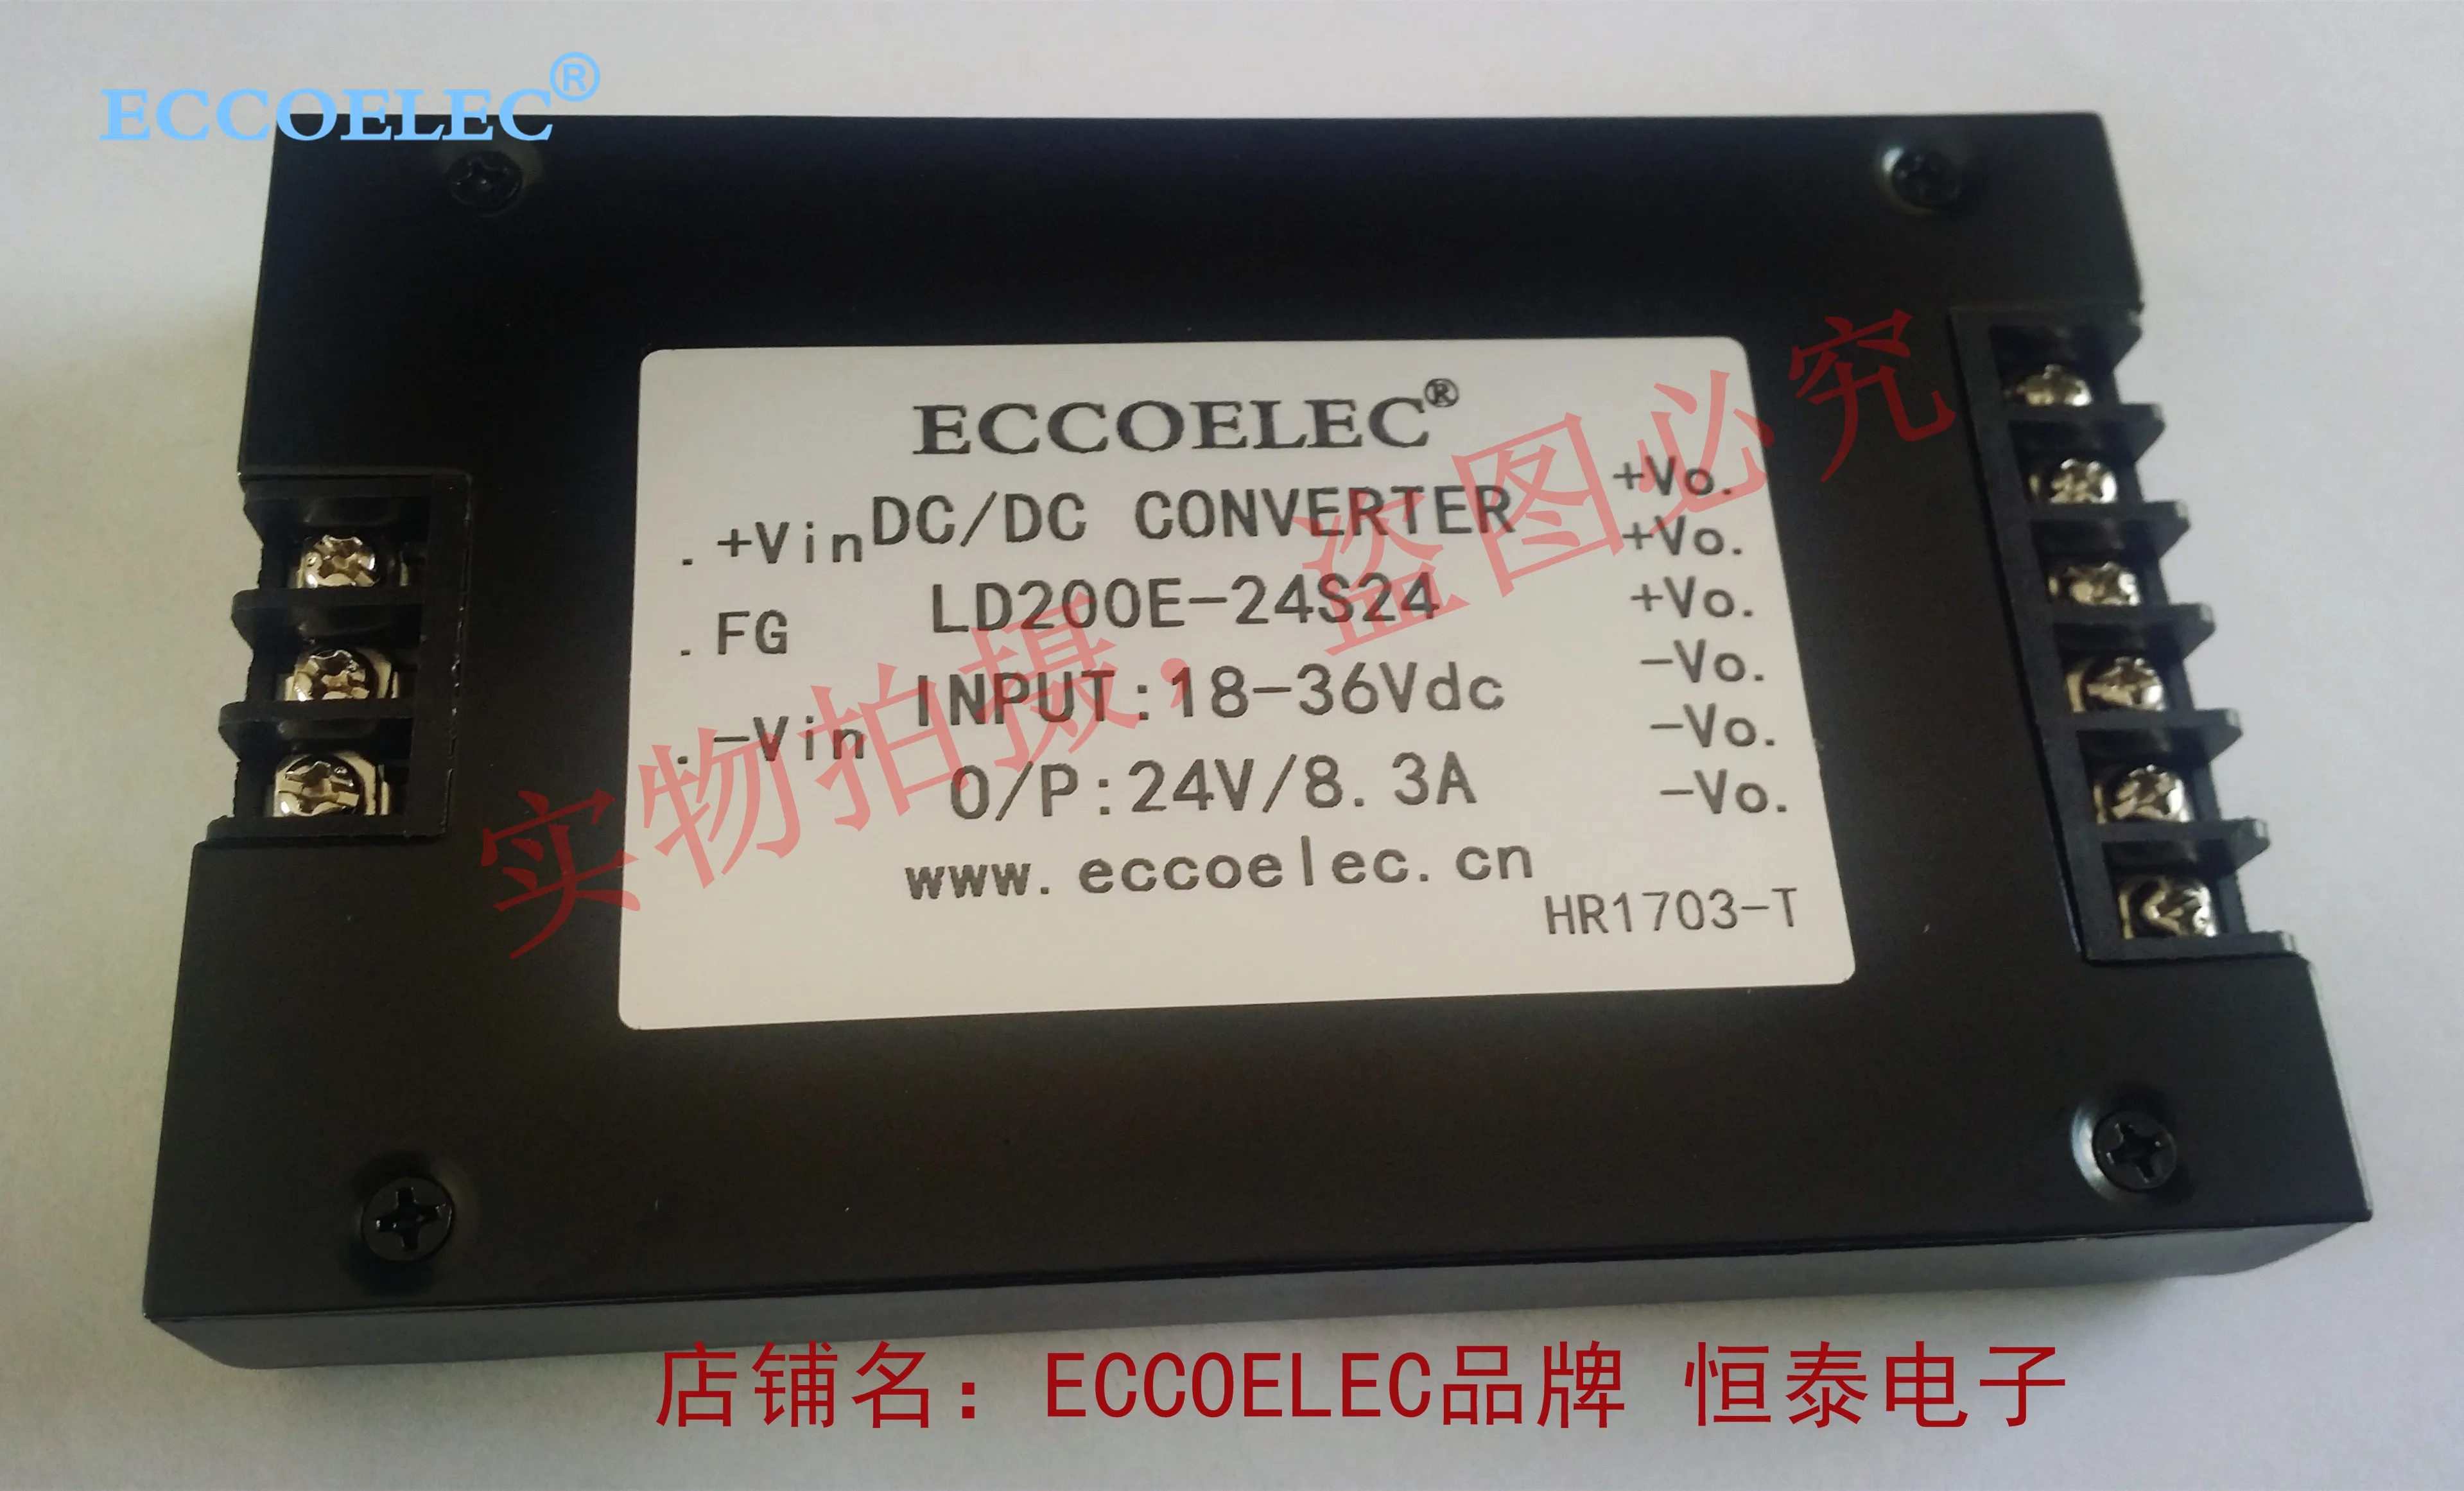 ECCOELEC®
ECCOELEC®
DC/DC CONVERTER
LD200E-24S24
INPUT:18-36Vdc
O/P:24V/8.3A
www.eccoelec.cn
HR1703-T
.+Vin
.FG
.-Vin
+Vo.
+Vo.
+Vo.
-Vo.
-Vo.
-Vo.
实物拍摄,盗图必究
店铺名：ECCOELEC品牌 恒泰电子